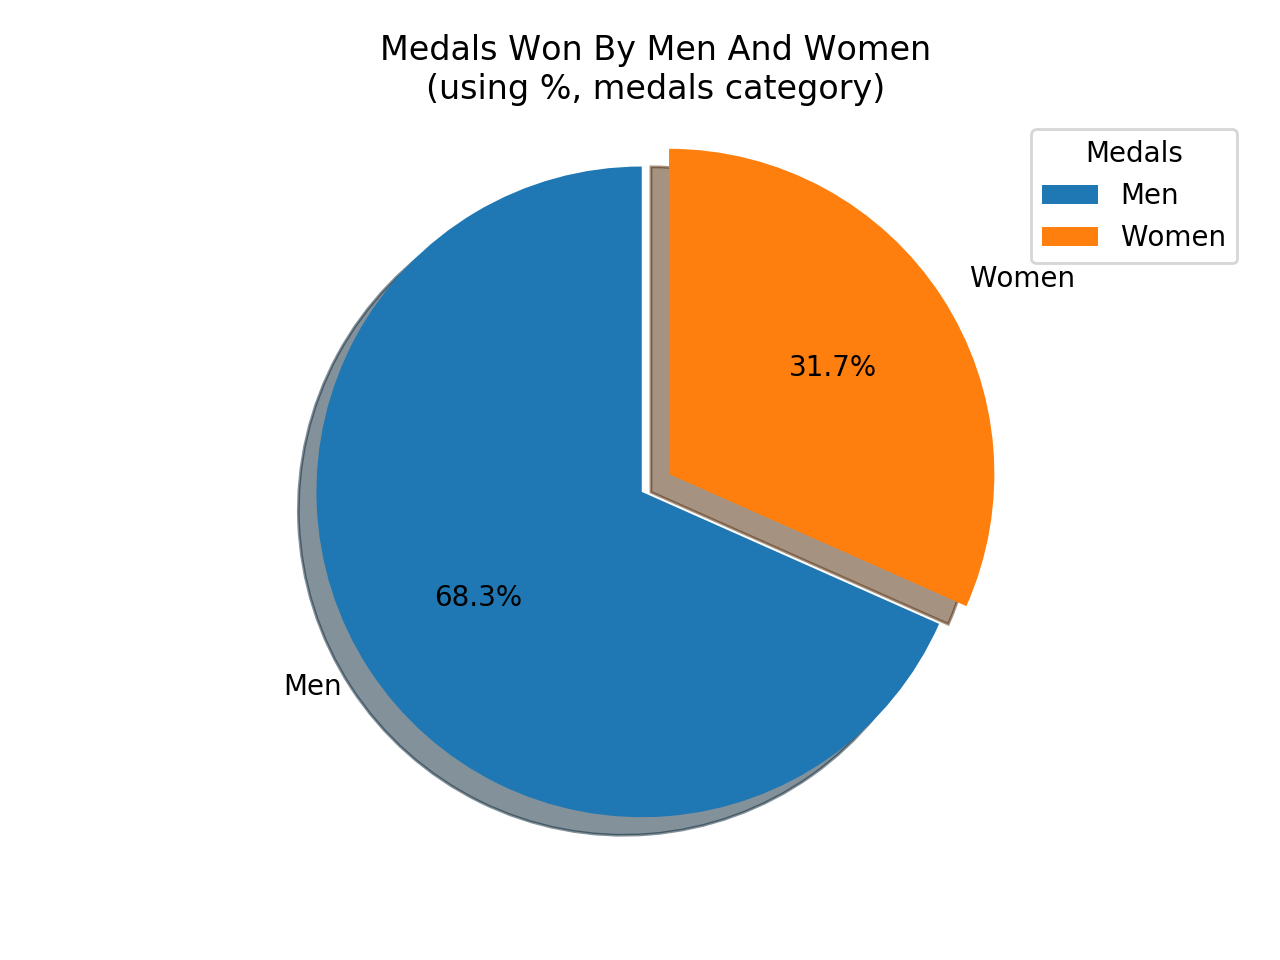 Medals Won By Men And Women
(using %, medals category)
Medals
Men
Women
Women
31.7%
68.3%
Men